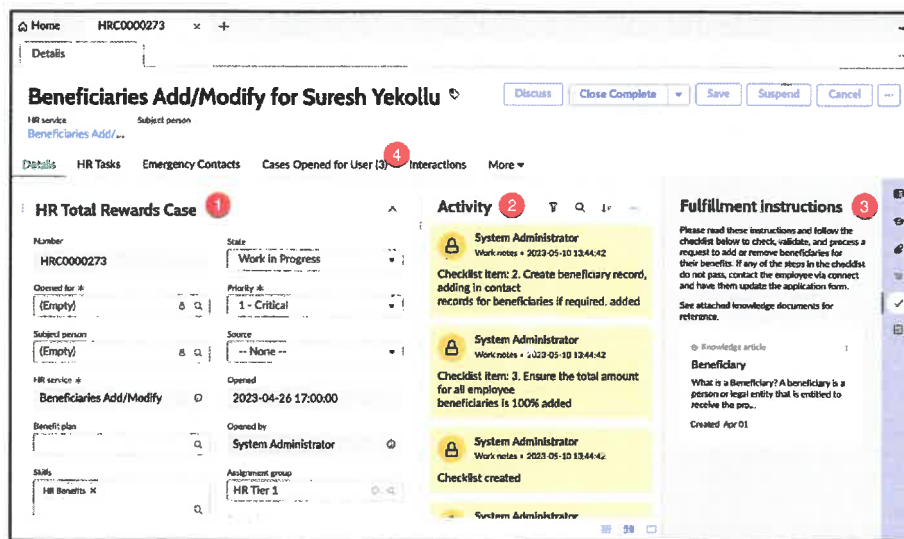 Home HRC0000273 × +
Details
Beneficiaries Add/Modify for Suresh Yekollu
Discuss Close Complete Save Suspend Cancel
HR service Subject person
Beneficiaries Add/...
Details HR Tasks Emergency Contacts Cases Opened for User (3) 4 Interactions More
HR Total Rewards Case 1
Number
HRC0000273
State
Work in Progress
Opened for *
(Empty)
Priority *
1 - Critical
Subject person
(Empty)
Source
-- None --
HR service *
Beneficiaries Add/Modify
Opened
2023-04-26 17:00:00
Benefit plan
Opened by
System Administrator
Skills
HR Benefits ×
Assignment group
HR Tier 1
Activity 2
System Administrator
Work notes • 2023-05-10 13:44:42
Checklist item: 2. Create beneficiary record,
adding in contact
records for beneficiaries if required. added
System Administrator
Work notes • 2023-05-10 13:44:42
Checklist item: 3. Ensure the total amount
for all employee
beneficiaries is 100% added
System Administrator
Work notes • 2023-05-10 13:44:42
Checklist created
System Administrator
Fulfillment instructions 3
Please read these instructions and follow the
checklist below to check, validate, and process a
request to add or remove beneficiaries for
their benefits. If any of the steps in the checklist
do not pass, contact the employee via connect
and have them update the application form.
See attached knowledge documents for
reference.
Knowledge article
Beneficiary
What is a Beneficiary? A beneficiary is a
person or legal entity that is entitled to
receive the pro...
Created Apr 01